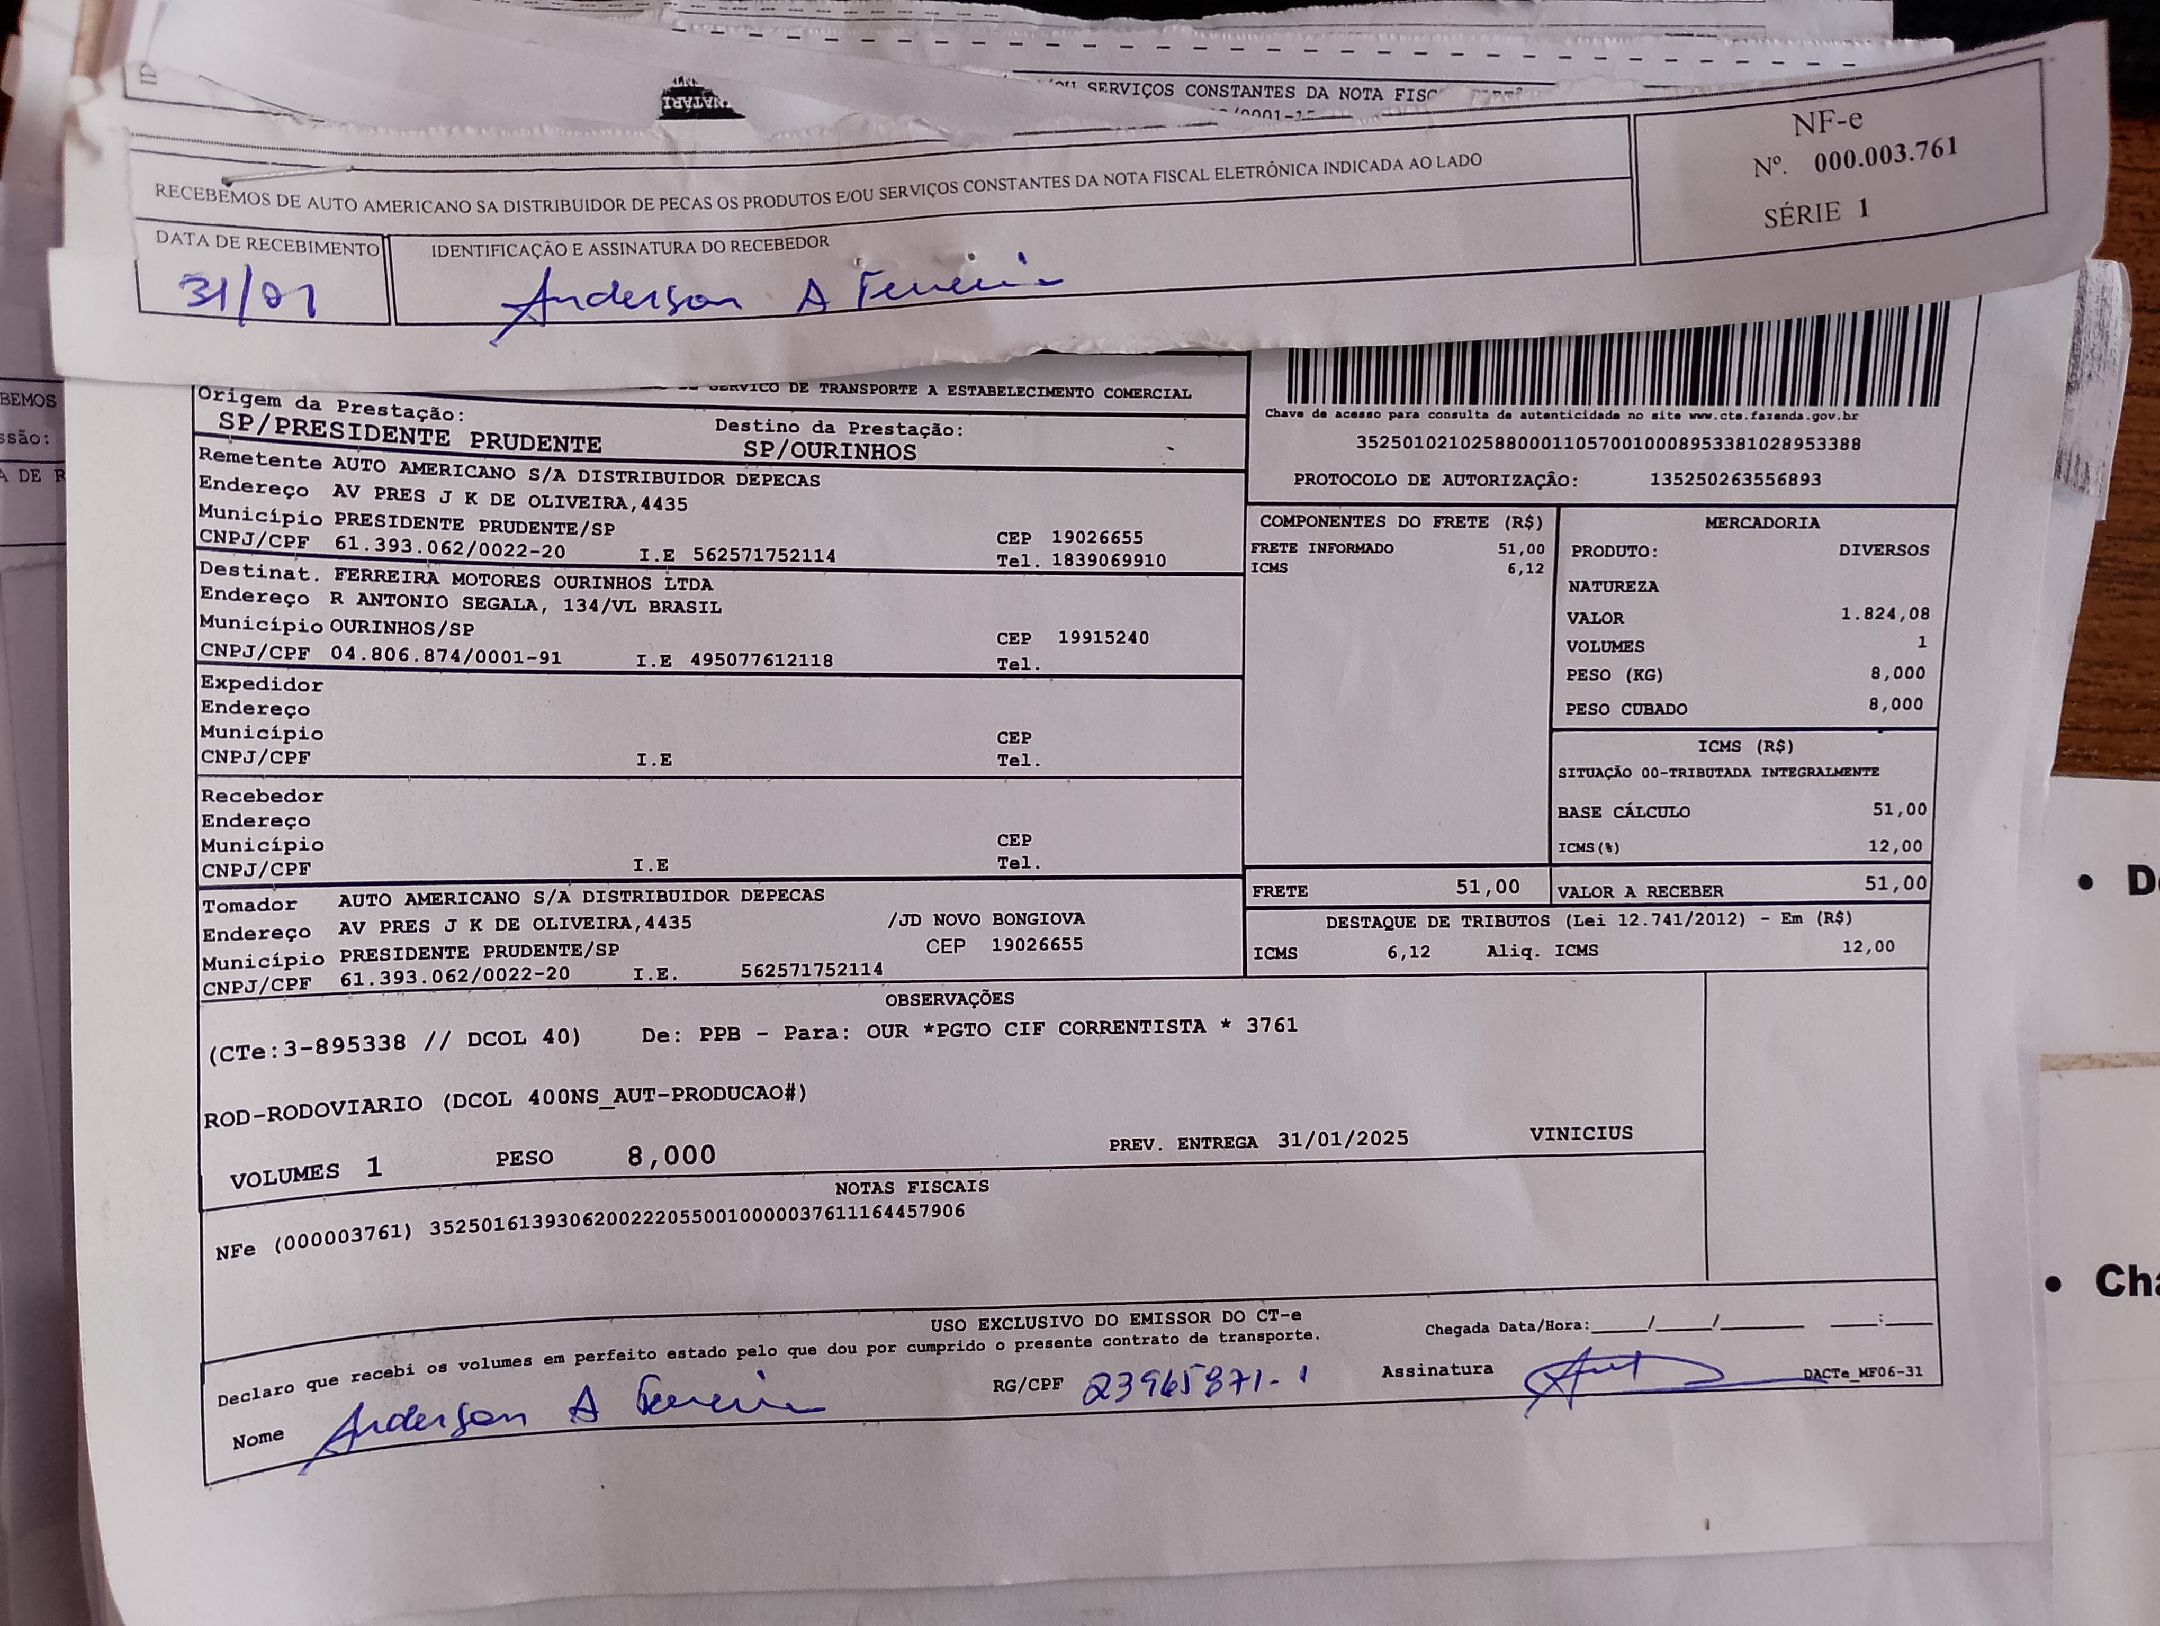 SERVIÇOS CONSTANTES DA NOTA
RECEBEMOS DE AUTO AMERICANO SA DISTRIBUIDOR DE PECAS OS PRODUTOS E/OU SERVIÇOS CONSTANTES DA NOTA FISCAL ELETRÔNICA INDICADA AO LADO
NF-e
Nº. 000.003.761
SÉRIE 1
DATA DE RECEBIMENTO
31/01
IDENTIFICAÇÃO E ASSINATURA DO RECEBEDOR
Anderson A Ferreira
SERVICO DE TRANSPORTE A ESTABELECIMENTO COMERCIAL
Origem da Prestação:
SP/PRESIDENTE PRUDENTE
Destino da Prestação:
SP/OURINHOS
Chave de acesso para consulta de autenticidade no site www.cte.fazenda.gov.br
35250102102588000110570010008953381028953388
PROTOCOLO DE AUTORIZAÇÂO: 135250263556893
Remetente AUTO AMERICANO S/A DISTRIBUIDOR DEPECAS
Endereço AV PRES J K DE OLIVEIRA,4435
Município PRESIDENTE PRUDENTE/SP CEP 19026655
CNPJ/CPF 61.393.062/0022-20 I.E 562571752114 Tel. 1839069910
Destinat. FERREIRA MOTORES OURINHOS LTDA
Endereço R ANTONIO SEGALA, 134/VL BRASIL
Município OURINHOS/SP CEP 19915240
CNPJ/CPF 04.806.874/0001-91 I.E 495077612118 Tel.
Expedidor
Endereço
Município CEP
CNPJ/CPF I.E Tel.
Recebedor
Endereço
Município CEP
CNPJ/CPF I.E Tel.
Tomador AUTO AMERICANO S/A DISTRIBUIDOR DEPECAS
Endereço AV PRES J K DE OLIVEIRA,4435 /JD NOVO BONGIOVA
Município PRESIDENTE PRUDENTE/SP CEP 19026655
CNPJ/CPF 61.393.062/0022-20 I.E. 562571752114
COMPONENTES DO FRETE (R$)
FRETE INFORMADO 51,00
ICMS 6,12
MERCADORIA
PRODUTO: DIVERSOS
NATUREZA
VALOR 1.824,08
VOLUMES 1
PESO (KG) 8,000
PESO CUBADO 8,000
ICMS (R$)
SITUAÇÃO 00-TRIBUTADA INTEGRALMENTE
BASE CÁLCULO 51,00
ICMS(%) 12,00
FRETE 51,00
VALOR A RECEBER 51,00
DESTAQUE DE TRIBUTOS (Lei 12.741/2012) - Em (R$)
ICMS 6,12 Aliq. ICMS 12,00
OBSERVAÇÕES
(CTe:3-895338 // DCOL 40) De: PPB - Para: OUR *PGTO CIF CORRENTISTA * 3761
ROD-RODOVIARIO (DCOL 400NS_AUT-PRODUCAO#)
VOLUMES 1 PESO 8,000 PREV. ENTREGA 31/01/2025 VINICIUS
NOTAS FISCAIS
NFe (000003761) 35250161393062002220550010000037611164457906
USO EXCLUSIVO DO EMISSOR DO CT-e
Declaro que recebi os volumes em perfeito estado pelo que dou por cumprido o presente contrato de transporte.
Chegada Data/Hora:____/____/______ ___:___
Nome Anderson A Ferreira RG/CPF 23965871-1 Assinatura
DACTe_MF06-31